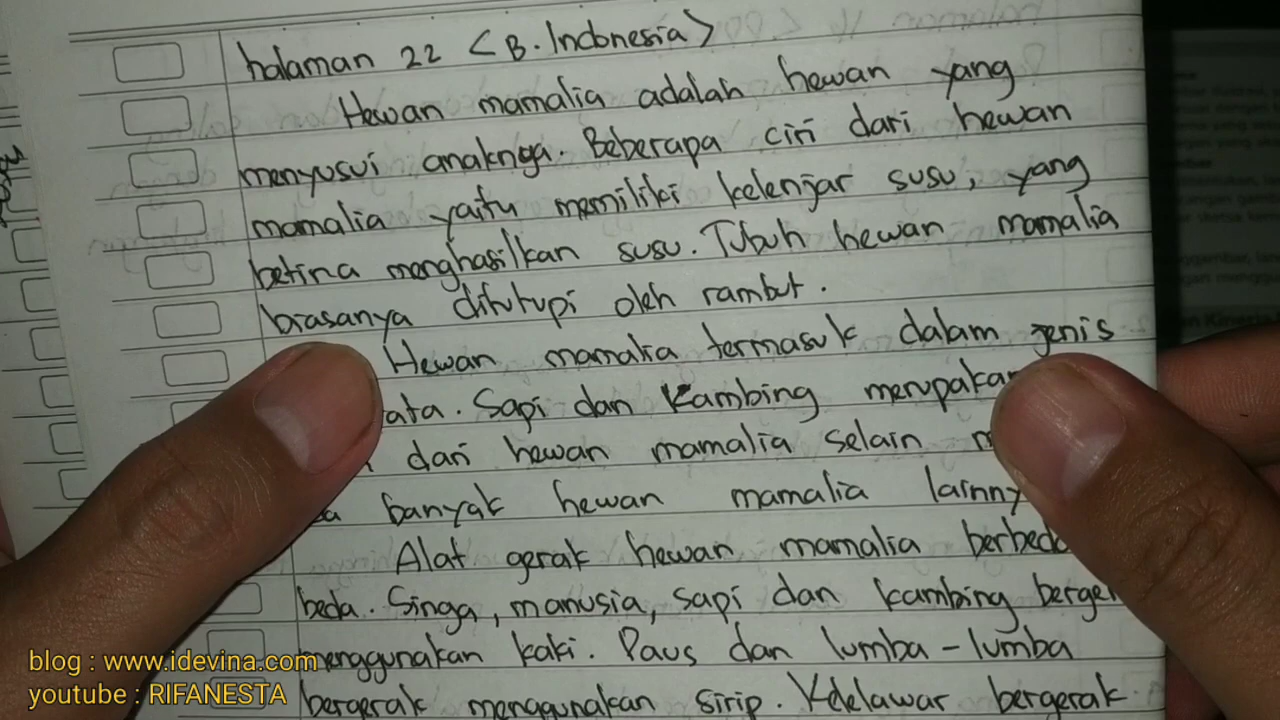 halaman 22 <B. Indonesia>
Hewan mamalia adalah hewan yang
menyusui anaknya. Beberapa ciri dari hewan
mamalia yaitu memiliki kelenjar susu, yang
betina menghasilkan susu. Tubuh hewan mamalia
biasanya ditutupi oleh rambut.
Hewan mamalia termasuk dalam jenis
ata. Sapi dan Kambing merupakan
dari hewan mamalia selain
banyak hewan mamalia lainny
Alat gerak hewan mamalia berbeda
beda. Singa, manusia, sapi dan kambing berger
menggunakan kaki. Paus dan lumba-lumba
bergerak menggunakan sirip. Kelelawar bergerak
blog : www.idevina.com
youtube : RIFANESTA